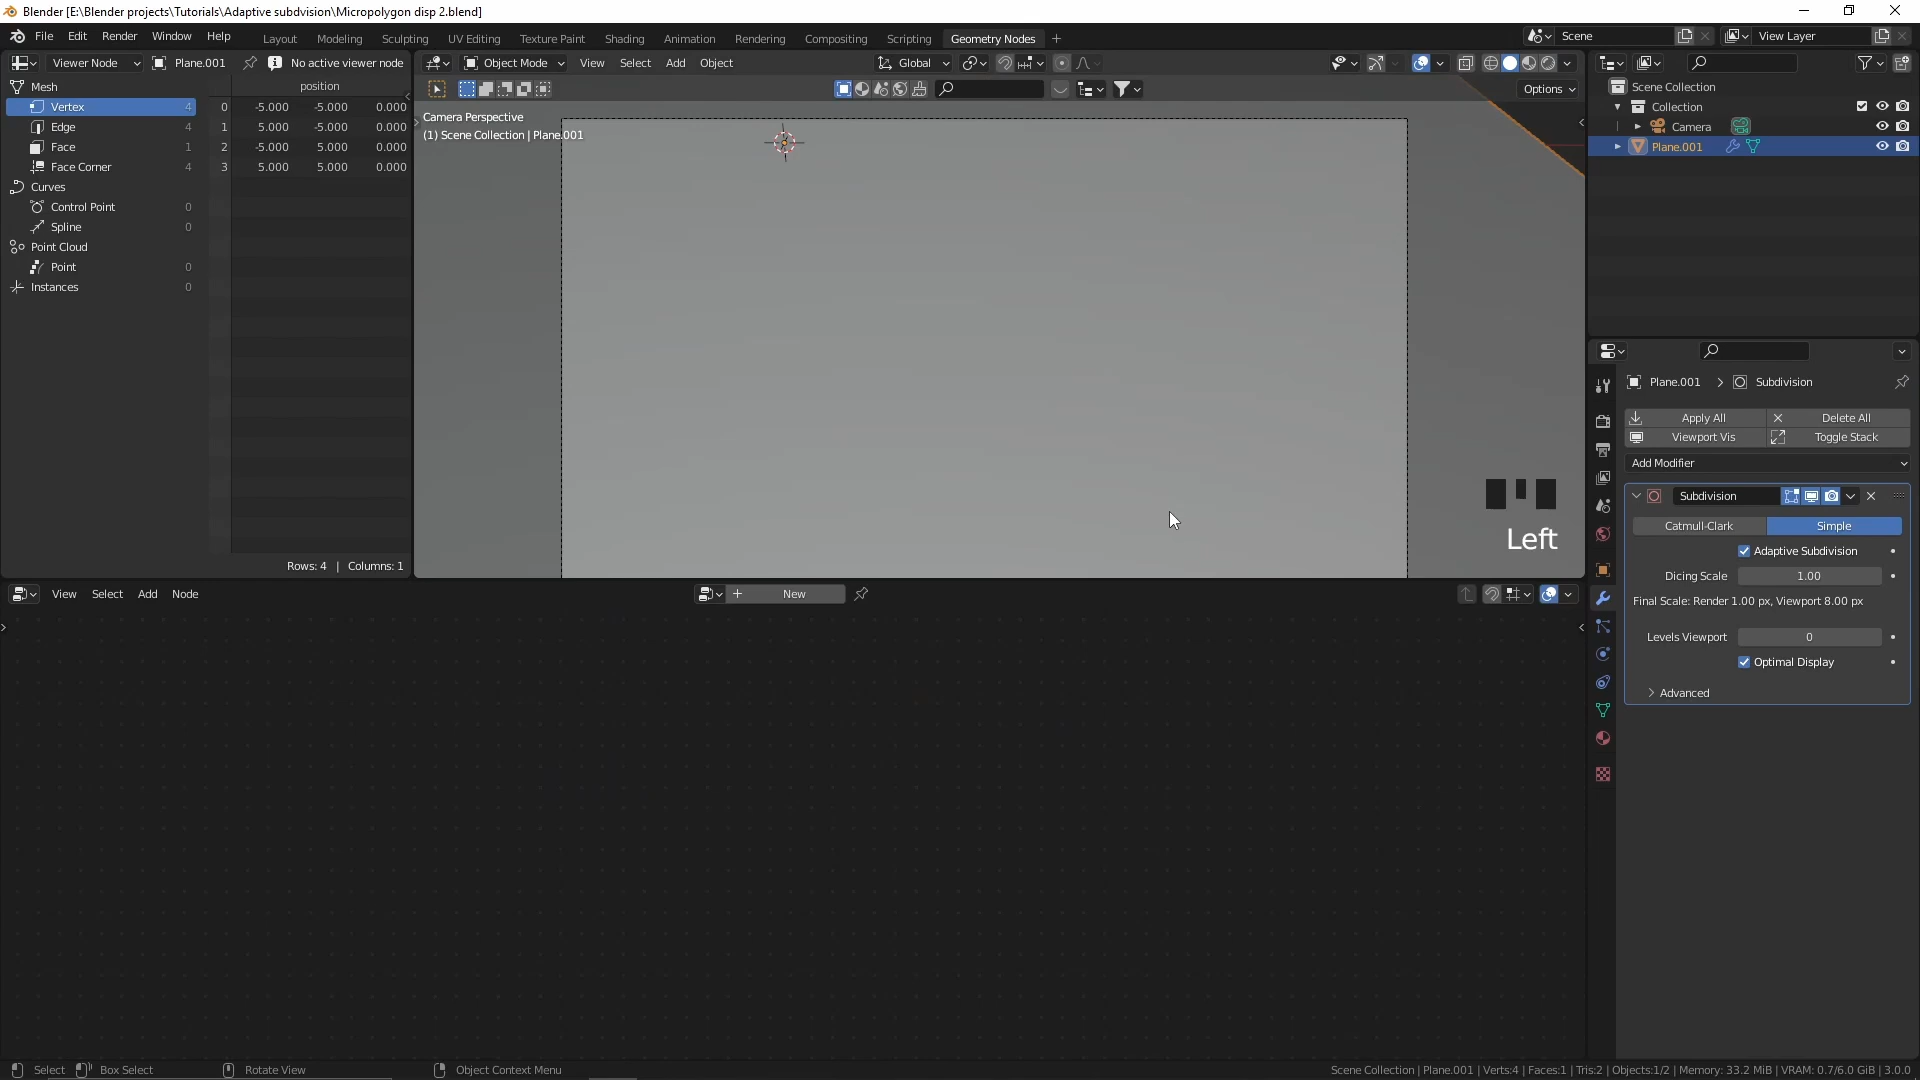 Blender [E:\Blender projects\Tutorials\Adaptive subdvision\Micropolygon disp 2.blend]
File Edit Render Window Help Layout Modeling Sculpting UV Editing Texture Paint Shading Animation Rendering Compositing Scripting Geometry Nodes + Scene View Layer
Viewer Node Plane.001 No active viewer node
Object Mode View Select Add Object Global
Options
Mesh
Vertex 4
Edge 4
Face 1
Face Corner 4
Curves
Control Point 0
Spline 0
Point Cloud
Point 0
Instances 0
position
0 -5.000 -5.000 0.000
1 5.000 -5.000 0.000
2 -5.000 5.000 0.000
3 5.000 5.000 0.000
Rows: 4 | Columns: 1
Camera Perspective
(1) Scene Collection | Plane.001
Left
Scene Collection
Collection
Camera
Plane.001
Plane.001 > Subdivision
Apply All Delete All
Viewport Vis Toggle Stack
Add Modifier
Subdivision
Catmull-Clark Simple
Adaptive Subdivision
Dicing Scale 1.00
Final Scale: Render 1.00 px, Viewport 8.00 px
Levels Viewport 0
Optimal Display
Advanced
View Select Add Node New
Select Box Select Rotate View Object Context Menu
Scene Collection | Plane.001 | Verts:4 | Faces:1 | Tris:2 | Objects:1/2 | Memory: 33.2 MiB | VRAM: 0.7/6.0 GiB | 3.0.0